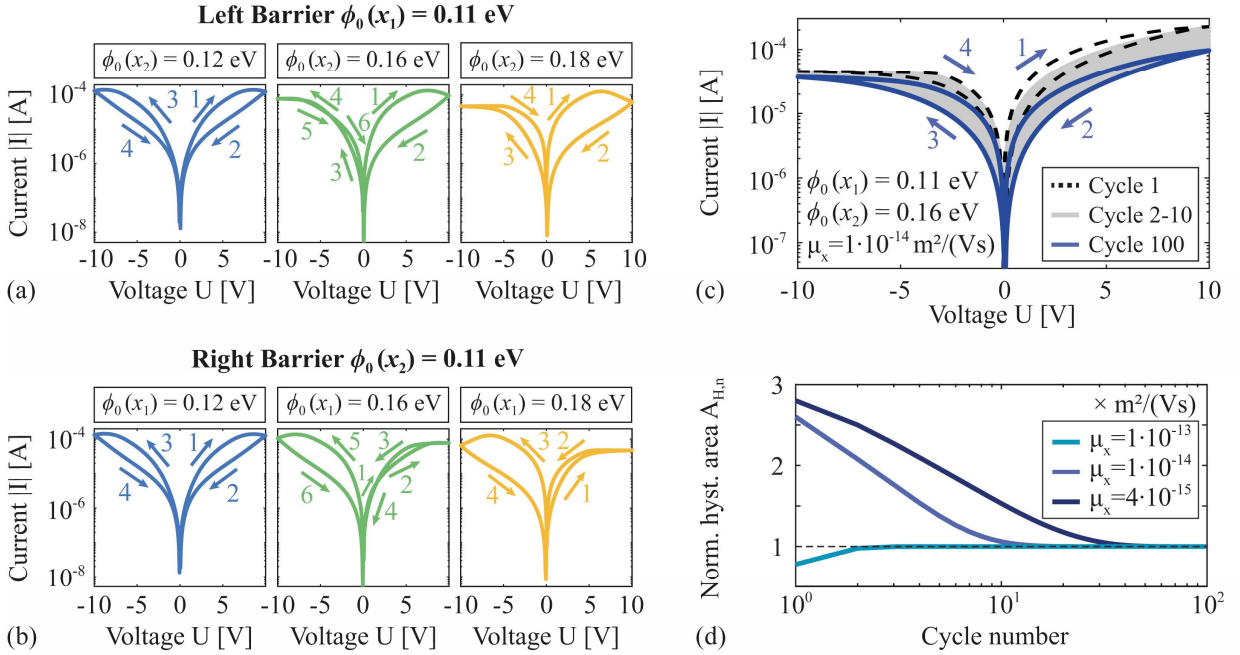 Left Barrier ϕ₀(x₁) = 0.11 eV
ϕ₀(x₂) = 0.12 eV
ϕ₀(x₂) = 0.16 eV
ϕ₀(x₂) = 0.18 eV
Current |I| [A]
10⁻⁴
10⁻⁶
10⁻⁸
3 1
4 2
4 1
5 6 2
3
4 1
3 2
-10 -5 0 5 -10 -5 0 5 -10 -5 0 5 10
Voltage U [V] Voltage U [V] Voltage U [V]
(a)
Right Barrier ϕ₀(x₂) = 0.11 eV
ϕ₀(x₁) = 0.12 eV
ϕ₀(x₁) = 0.16 eV
ϕ₀(x₁) = 0.18 eV
Current |I| [A]
10⁻⁴
10⁻⁶
10⁻⁸
3 1
4 2
5 3
1 2
6 4
3 2
4 1
-10 -5 0 5 -10 -5 0 5 -10 -5 0 5 10
Voltage U [V] Voltage U [V] Voltage U [V]
(b)
Current |I| [A]
10⁻⁴
10⁻⁵
10⁻⁶
10⁻⁷
4 1
3 2
ϕ₀(x₁) = 0.11 eV
ϕ₀(x₂) = 0.16 eV
μₓ=1·10⁻¹⁴ m²/(Vs)
Cycle 1
Cycle 2-10
Cycle 100
-10 -5 0 5 10
Voltage U [V]
(c)
Norm. hyst. area A_H,n
3
2
1
× m²/(Vs)
μₓ=1·10⁻¹³
μₓ=1·10⁻¹⁴
μₓ=4·10⁻¹⁵
10⁰ 10¹ 10²
Cycle number
(d)